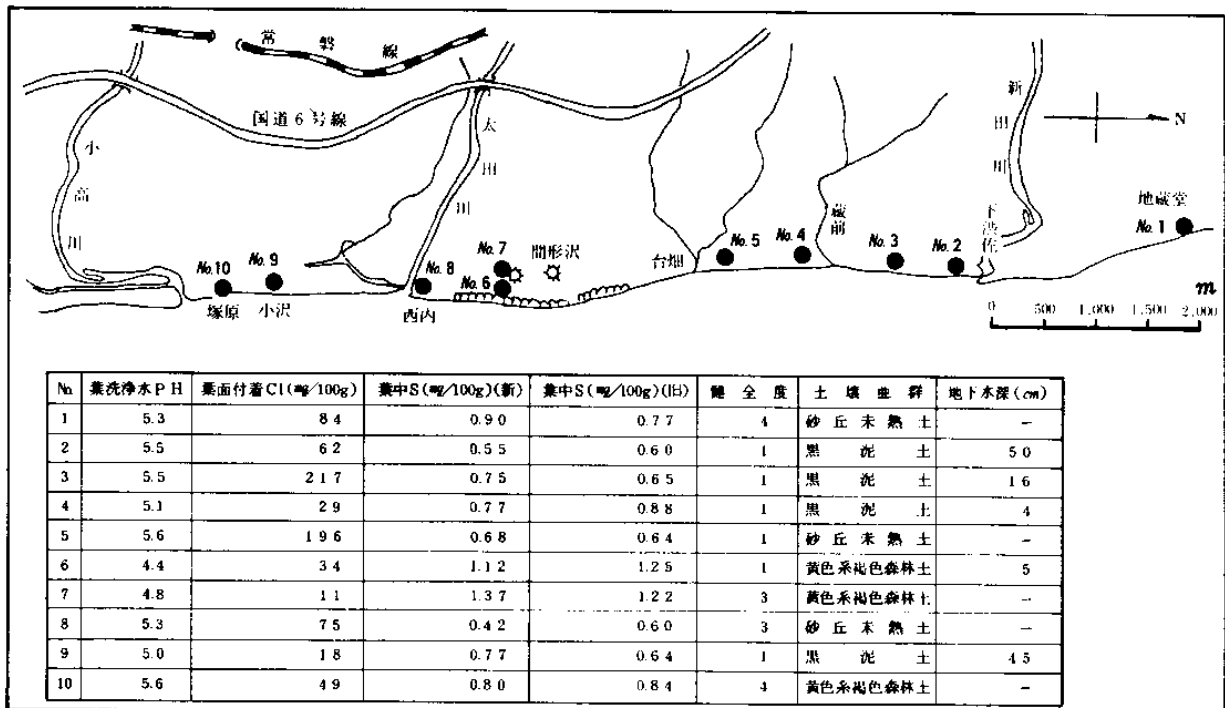 常磐線
国道6号線
小高川
太田川
新田川
N
地蔵堂
No.1
下渋佐
No.2
No.3
蔵前
No.4
No.5
台畑
間形沢
No.7
No.6
No.8
西内
No.9
小沢
No.10
塚原
m
0 500 1,000 1,500 2,000
No. 葉洗浄水PH 葉面付着Cl(mg/100g) 葉中S(mg/100g)(新) 葉中S(mg/100g)(旧) 健全度 土壌亜群 地下水深(cm)
1 5.3 84 0.90 0.77 4 砂丘未熟土 -
2 5.5 62 0.55 0.60 1 黒泥土 50
3 5.5 217 0.75 0.65 1 黒泥土 16
4 5.1 29 0.77 0.88 1 黒泥土 4
5 5.6 196 0.68 0.64 1 砂丘未熟土 -
6 4.4 34 1.12 1.25 1 黄色系褐色森林土 5
7 4.8 11 1.37 1.22 3 黄色系褐色森林土 -
8 5.3 75 0.42 0.60 3 砂丘未熟土 -
9 5.0 18 0.77 0.64 1 黒泥土 45
10 5.6 49 0.80 0.84 4 黄色系褐色森林土 -